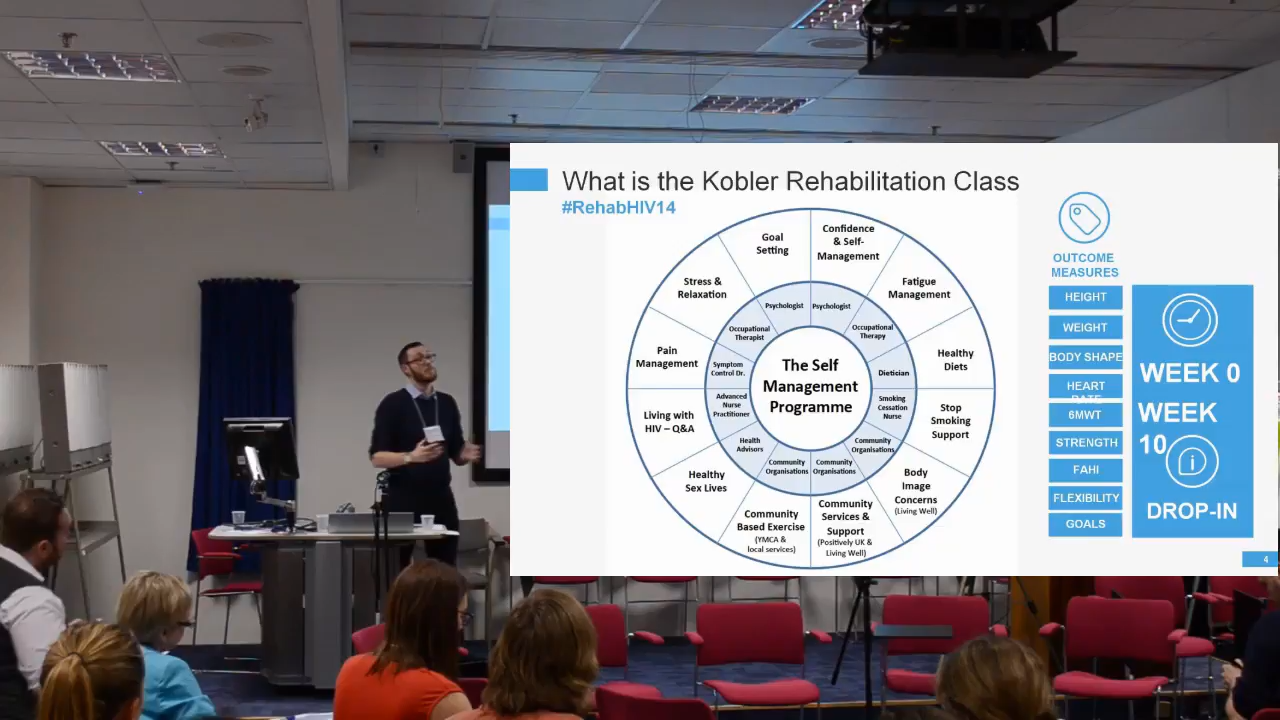 What is the Kobler Rehabilitation Class
#RehabHIV14
Goal
Setting
Confidence
& Self-
Management
Stress &
Relaxation
Fatigue
Management
Pain
Management
Healthy
Diets
Living with
HIV – Q&A
Stop
Smoking
Support
Healthy
Sex Lives
Body
Image
Concerns
(Living Well)
Community
Based Exercise
(YMCA &
local services)
Community
Services &
Support
(Positively UK &
Living Well)
Psychologist
Psychologist
Occupational
Therapist
Occupational
Therapy
Symptom
Control Dr.
Dietician
Advanced
Nurse
Practitioner
Smoking
Cessation
Nurse
Health
Advisors
Community
Organisations
Community
Organisations
Community
Organisations
The Self
Management
Programme
OUTCOME
MEASURES
HEIGHT
WEIGHT
BODY SHAPE
HEART
RATE
6MWT
STRENGTH
FAHI
FLEXIBILITY
GOALS
WEEK 0
WEEK
10
DROP-IN
4